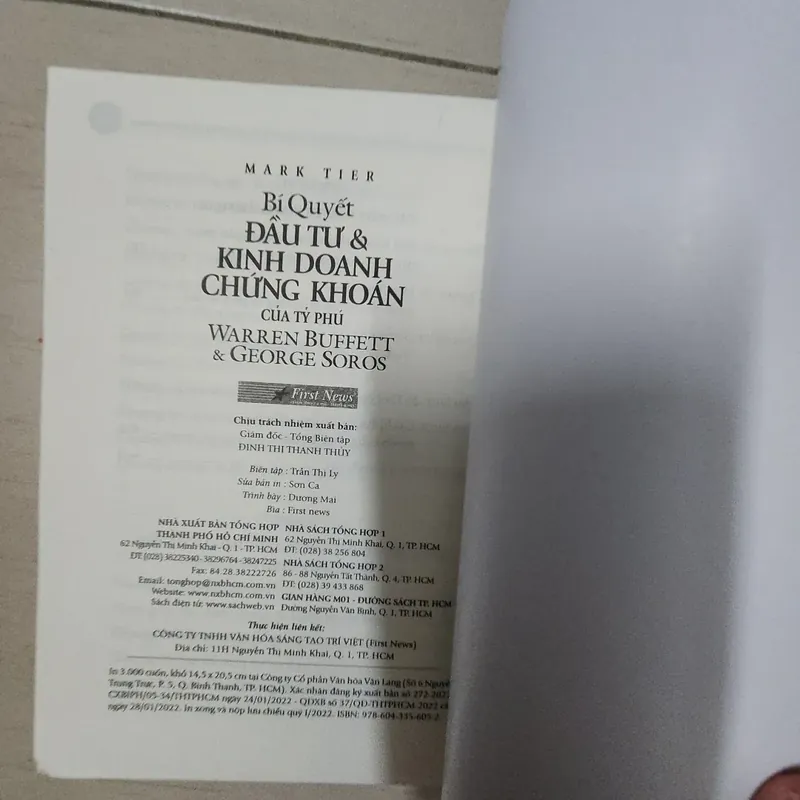 MARK TIER
Bí Quyết
ĐẦU TƯ &
KINH DOANH
CHỨNG KHOÁN
CỦA TỶ PHÚ
WARREN BUFFETT
& GEORGE SOROS
First News
Chịu trách nhiệm xuất bản:
Giám đốc - Tổng Biên tập
ĐINH THỊ THANH THỦY
Biên tập : Trần Thị Ly
Sửa bản in : Sơn Ca
Trình bày : Dương Mai
Bìa : First news
NHÀ XUẤT BẢN TỔNG HỢP
THÀNH PHỐ HỒ CHÍ MINH
62 Nguyễn Thị Minh Khai - Q. 1 - TP. HCM
ĐT: (028) 38225340 - 38296764 - 38247225
Fax: 84.28.38222726
Email: tonghop@nxbhcm.com.vn
Website: www.nxbhcm.com.vn
Sách điện tử: www.sachweb.vn
NHÀ SÁCH TỔNG HỢP 1
62 Nguyễn Thị Minh Khai, Q. 1, TP. HCM
ĐT: (028) 38 256 804
NHÀ SÁCH TỔNG HỢP 2
86 - 88 Nguyễn Tất Thành, Q. 4, TP. HCM
ĐT: (028) 39 433 868
GIAN HÀNG M01 - ĐƯỜNG SÁCH TP. HCM
Đường Nguyễn Văn Bình, Q. 1, TP. HCM
Thực hiện liên kết:
CÔNG TY TNHH VĂN HÓA SÁNG TẠO TRÍ VIỆT (First News)
Địa chỉ: 11H Nguyễn Thị Minh Khai, Q. 1, TP. HCM
In 3.000 cuốn, khổ 14,5 x 20,5 cm tại Công ty Cổ phần Văn hóa Văn Lang (Số 6 Nguyễn
Trung Trực, P. 5, Q. Bình Thạnh, TP. HCM). Xác nhận đăng ký xuất bản số 272-2022/
CXBIPH/05-34/THTPHCM ngày 24/01/2022 - QĐXB số 37/QĐ-THTPHCM-2022
ngày 28/01/2022. In xong và nộp lưu chiểu quý I/2022. ISBN: 978-604-335-605-2